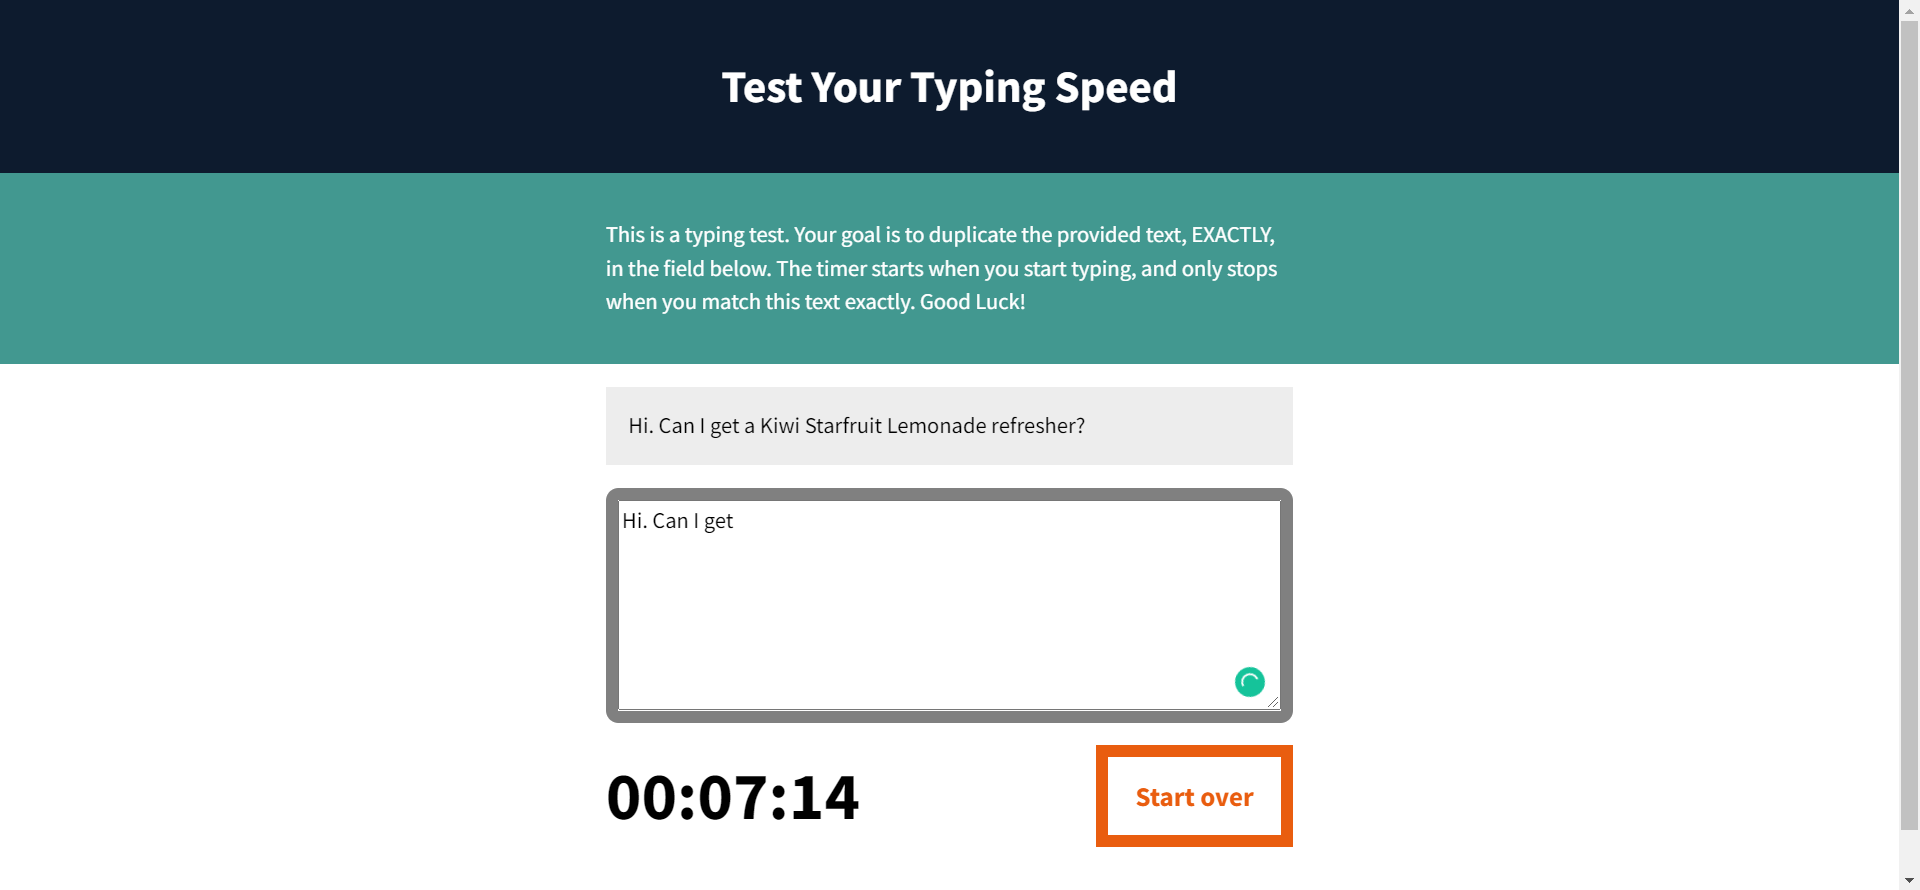 Test Your Typing Speed
This is a typing test. Your goal is to duplicate the provided text, EXACTLY,
in the field below. The timer starts when you start typing, and only stops
when you match this text exactly. Good Luck!
Hi. Can I get a Kiwi Starfruit Lemonade refresher?
Hi. Can I get
00:07:14
Start over